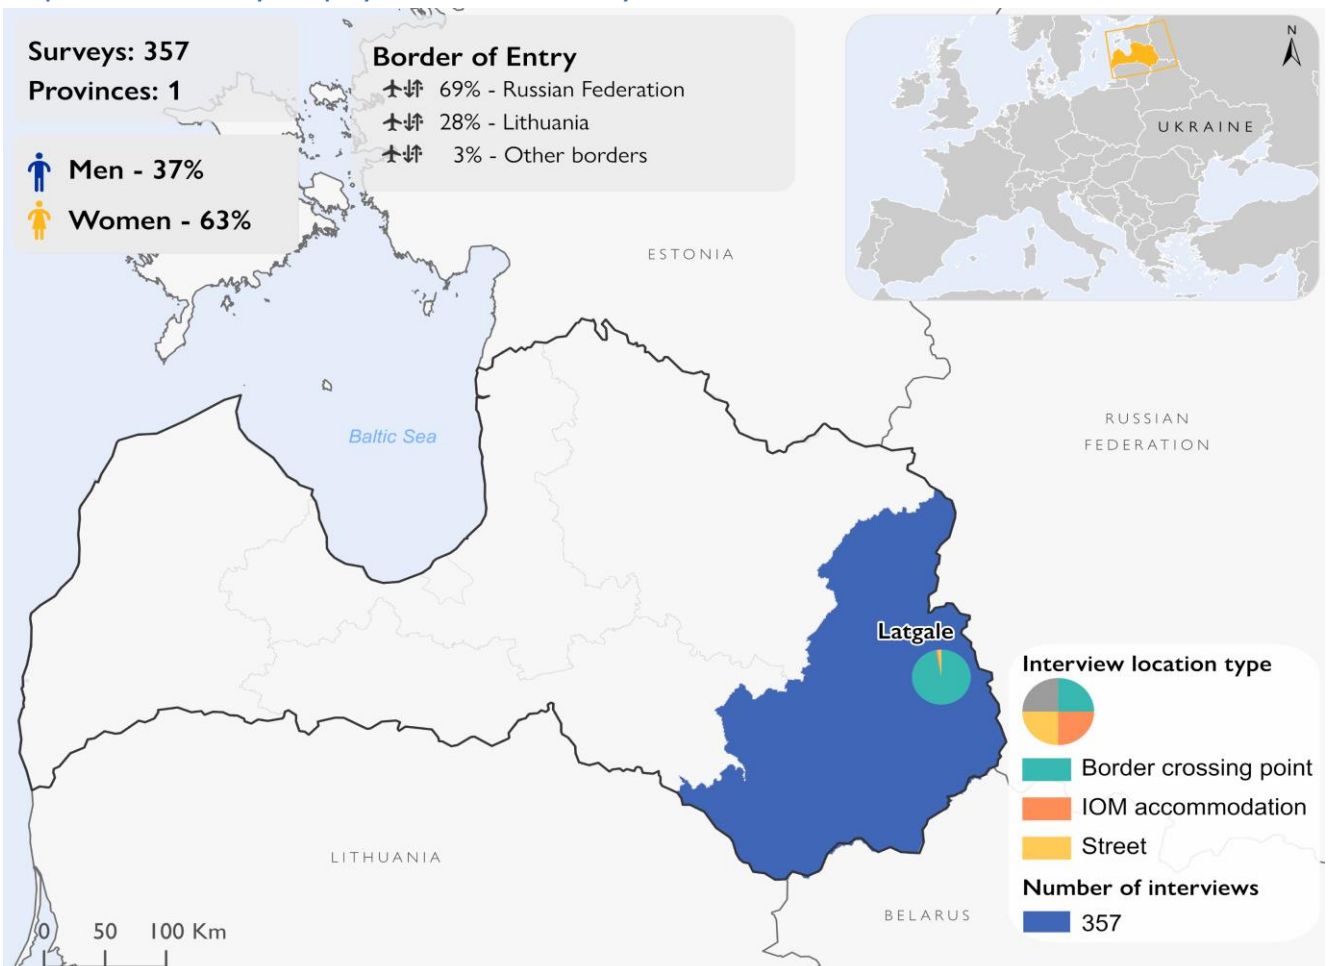 Surveys: 357
Provinces: 1
Men - 37%
Women - 63%
Border of Entry
69% - Russian Federation
28% - Lithuania
3% - Other borders
N
UKRAINE
ESTONIA
RUSSIAN
FEDERATION
Baltic Sea
Latgale
LITHUANIA
BELARUS
Interview location type
Border crossing point
IOM accommodation
Street
Number of interviews
357
0 50 100 Km